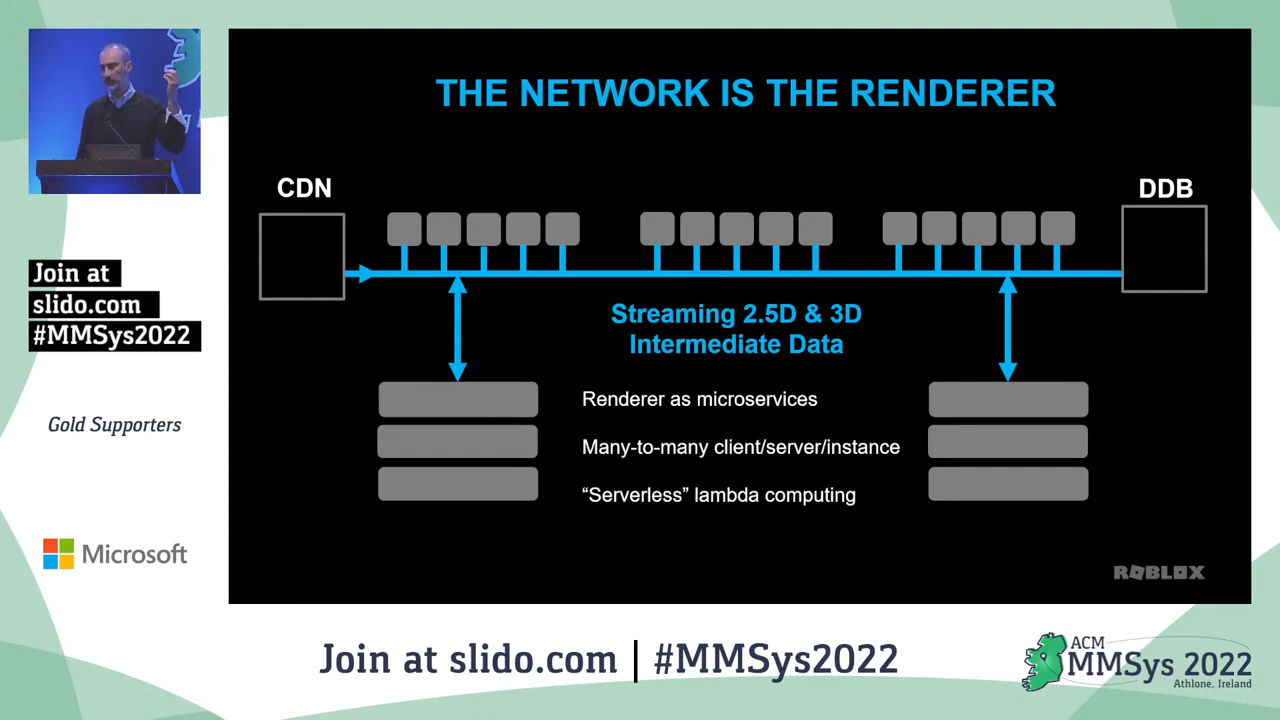 THE NETWORK IS THE RENDERER
CDN
DDB
Streaming 2.5D & 3D
Intermediate Data
Renderer as microservices
Many-to-many client/server/instance
“Serverless” lambda computing
ROBLOX
Join at
slido.com
#MMSys2022
Gold Supporters
Microsoft
Join at slido.com | #MMSys2022
ACM
MMSys 2022
Athlone, Ireland